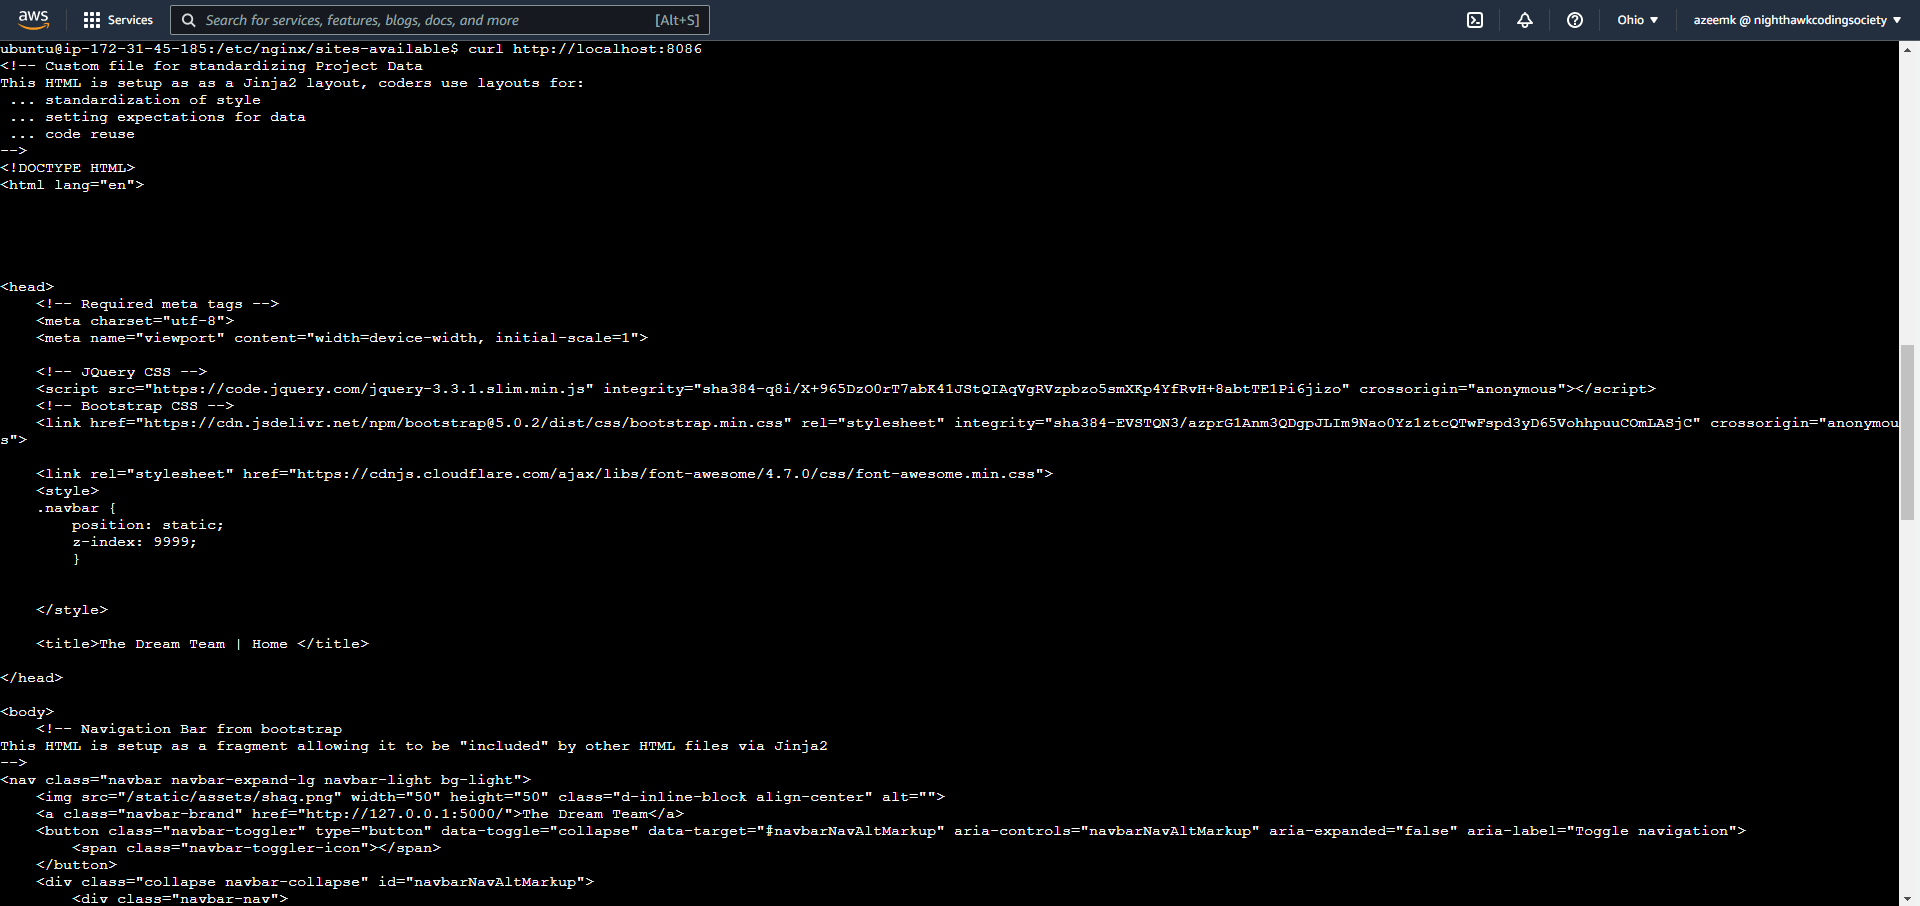 aws Services Search for services, features, blogs, docs, and more [Alt+S] Ohio ▼ azeemk @ nighthawkcodingsociety ▼
ubuntu@ip-172-31-45-185:/etc/nginx/sites-available$ curl http://localhost:8086
<!-- Custom file for standardizing Project Data
This HTML is setup as as a Jinja2 layout, coders use layouts for:
 ... standardization of style
 ... setting expectations for data
 ... code reuse
-->
<!DOCTYPE HTML>
<html lang="en">
<head>
    <!-- Required meta tags -->
    <meta charset="utf-8">
    <meta name="viewport" content="width=device-width, initial-scale=1">
    <!-- JQuery CSS -->
    <script src="https://code.jquery.com/jquery-3.3.1.slim.min.js" integrity="sha384-q8i/X+965DzO0rT7abK41JStQIAqVgRVzpbzo5smXKp4YfRvH+8abtTE1Pi6jizo" crossorigin="anonymous"></script>
    <!-- Bootstrap CSS -->
    <link href="https://cdn.jsdelivr.net/npm/bootstrap@5.0.2/dist/css/bootstrap.min.css" rel="stylesheet" integrity="sha384-EVSTQN3/azprG1Anm3QDgpJLIm9Nao0Yz1ztcQTwFspd3yD65VohhpuuCOmLASjC" crossorigin="anonymou
s">
    <link rel="stylesheet" href="https://cdnjs.cloudflare.com/ajax/libs/font-awesome/4.7.0/css/font-awesome.min.css">
    <style>
    .navbar {
        position: static;
        z-index: 9999;
        }
    </style>
    <title>The Dream Team | Home </title>
</head>
<body>
    <!-- Navigation Bar from bootstrap
This HTML is setup as a fragment allowing it to be "included" by other HTML files via Jinja2
-->
<nav class="navbar navbar-expand-lg navbar-light bg-light">
    <img src="/static/assets/shaq.png" width="50" height="50" class="d-inline-block align-center" alt="">
    <a class="navbar-brand" href="http://127.0.0.1:5000/">The Dream Team</a>
    <button class="navbar-toggler" type="button" data-toggle="collapse" data-target="#navbarNavAltMarkup" aria-controls="navbarNavAltMarkup" aria-expanded="false" aria-label="Toggle navigation">
        <span class="navbar-toggler-icon"></span>
    </button>
    <div class="collapse navbar-collapse" id="navbarNavAltMarkup">
        <div class="navbar-nav">